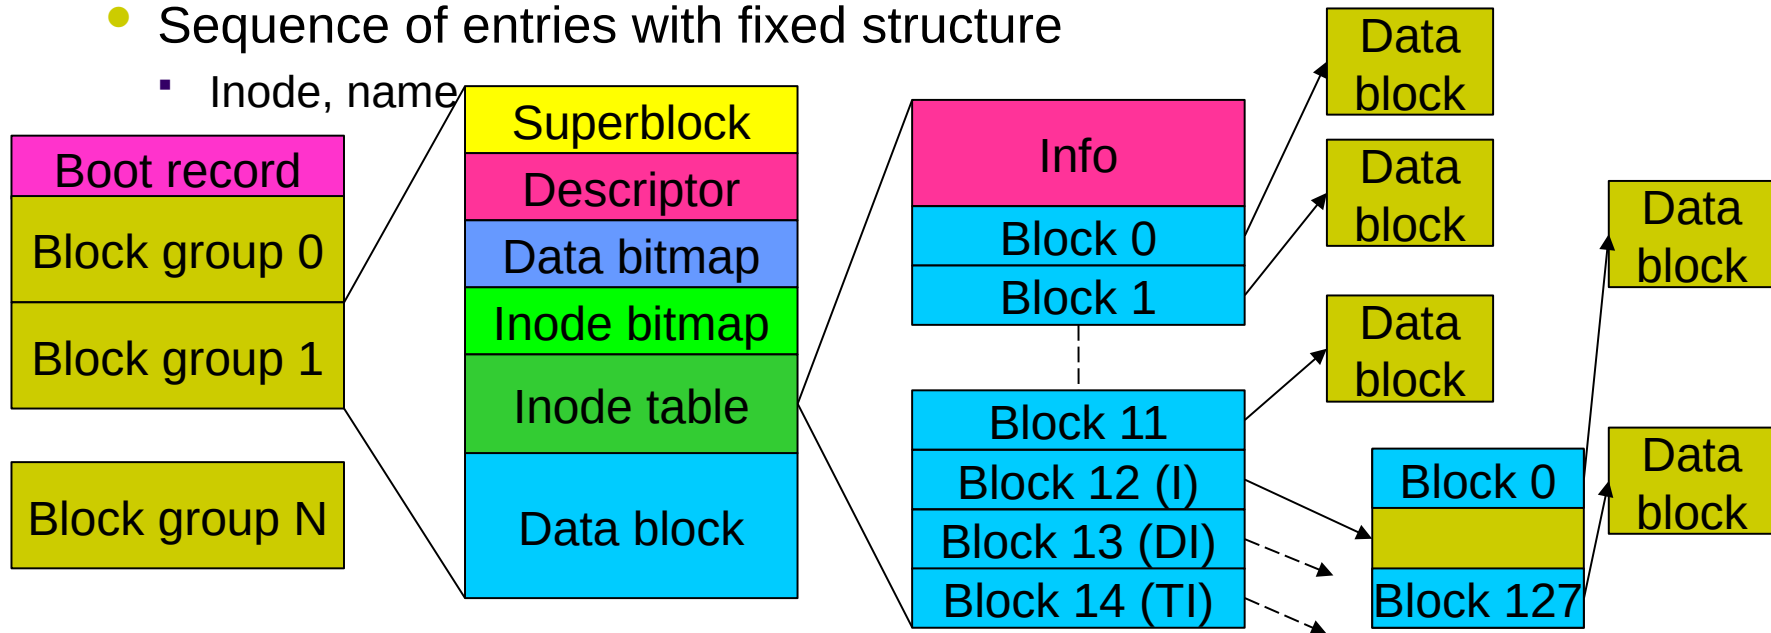 Sequence of entries with fixed structure
Inode, name
Boot record
Block group 0
Block group 1
Block group N
Superblock
Descriptor
Data bitmap
Inode bitmap
Inode table
Data block
Info
Block 0
Block 1
Block 11
Block 12 (I)
Block 13 (DI)
Block 14 (TI)
Data
block
Data
block
Data
block
Block 0
Block 127
Data
block
Data
block